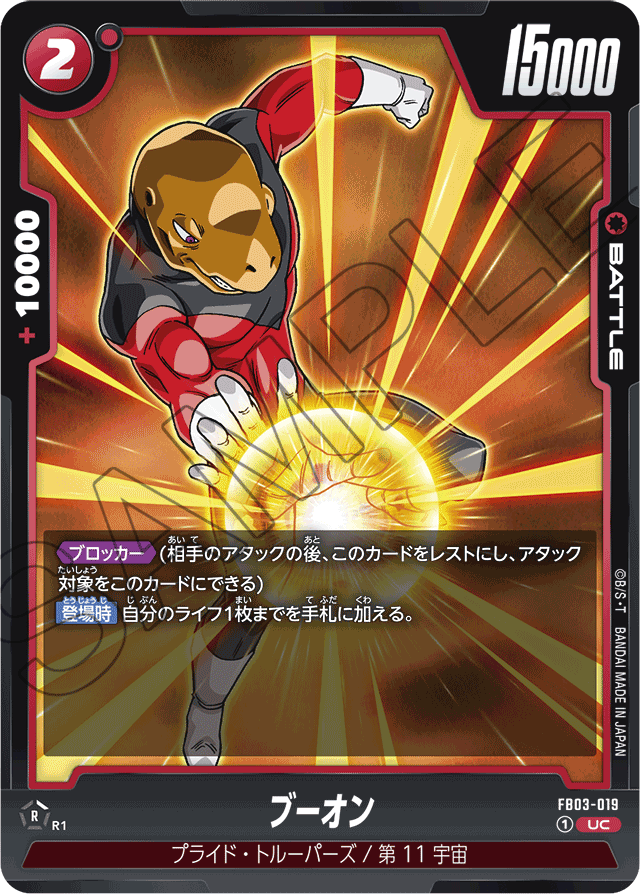 2
15000
+10000
BATTLE
SAMPLE
ブロッカー (相手のアタックの後、このカードをレストにし、アタック
対象をこのカードにできる)
登場時 自分のライフ1枚までを手札に加える。
©B/S・T BANDAI MADE IN JAPAN
ブーオン
FB03-019
R R1
1 UC
プライド・トルーパーズ / 第 11 宇宙